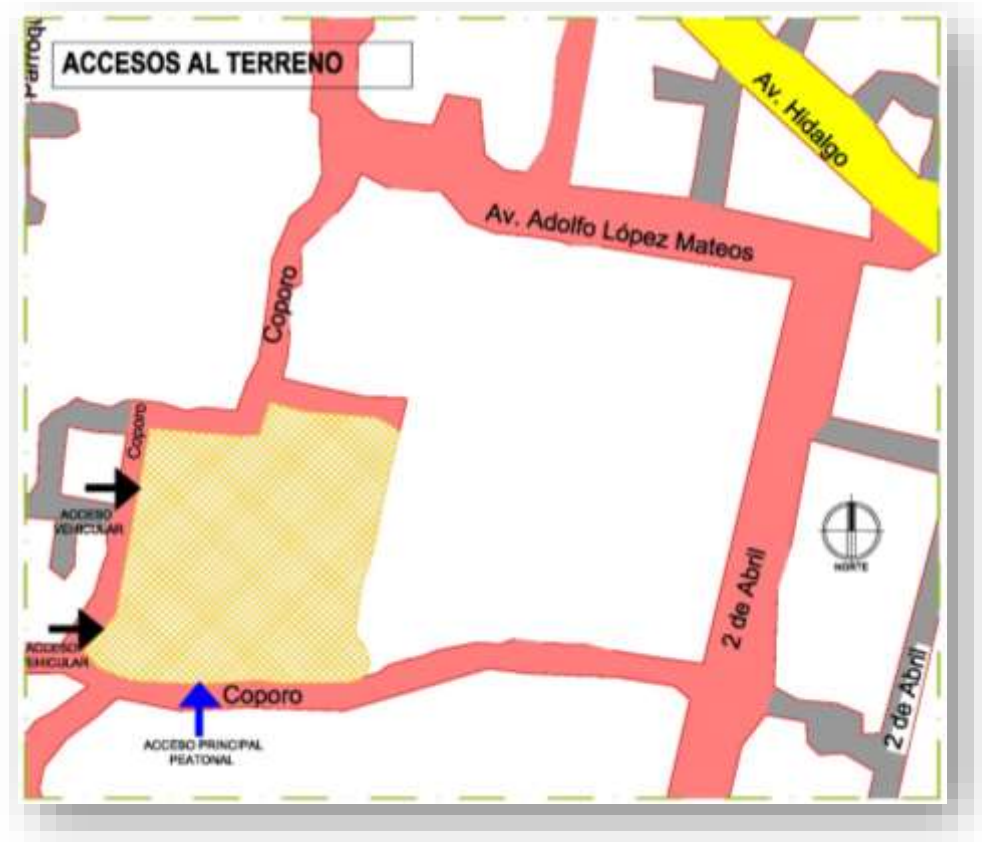 ACCESOS AL TERRENO
Av. Hidalgo
Av. Adolfo López Mateos
Coporo
Coporo
ACCESO
VEHICULAR
NORTE
2 de Abril
ACCESO
VEHICULAR
Coporo
2 de Abril
ACCESO PRINCIPAL
PEATONAL